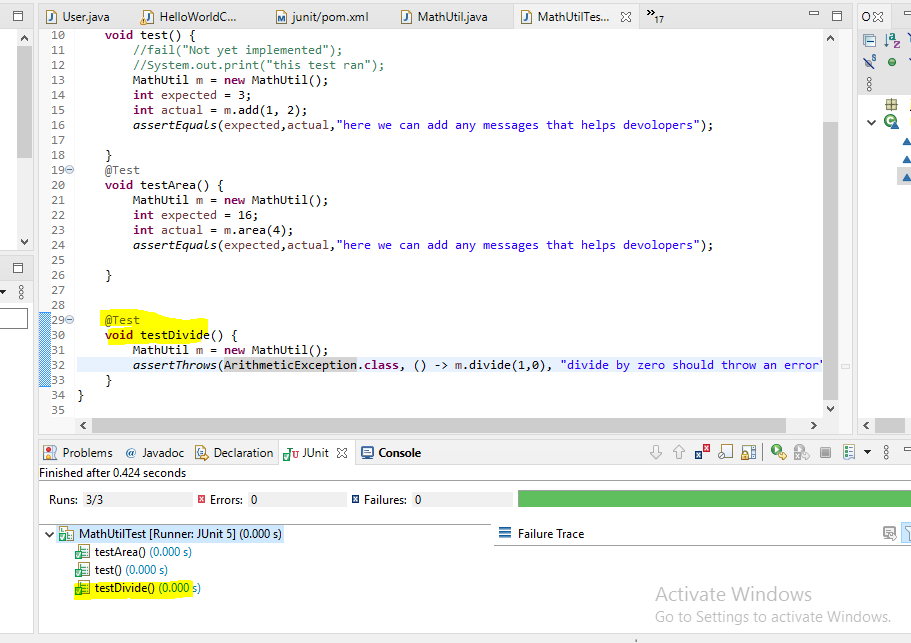 User.java HelloWorldC... junit/pom.xml MathUtil.java MathUtilTes... »17 O
10 void test() {
11 //fail("Not yet implemented");
12 //System.out.print("this test ran");
13 MathUtil m = new MathUtil();
14 int expected = 3;
15 int actual = m.add(1, 2);
16 assertEquals(expected,actual,"here we can add any messages that helps devolopers");
17
18 }
19 @Test
20 void testArea() {
21 MathUtil m = new MathUtil();
22 int expected = 16;
23 int actual = m.area(4);
24 assertEquals(expected,actual,"here we can add any messages that helps devolopers");
25
26 }
27
28
29 @Test
30 void testDivide() {
31 MathUtil m = new MathUtil();
32 assertThrows(ArithmeticException.class, () -> m.divide(1,0), "divide by zero should throw an error"
33 }
34 }
35
Problems @ Javadoc Declaration JUnit Console
Finished after 0.424 seconds
Runs: 3/3 Errors: 0 Failures: 0
MathUtilTest [Runner: JUnit 5] (0.000 s)
Failure Trace
testArea() (0.000 s)
test() (0.000 s)
testDivide() (0.000 s)
Activate Windows
Go to Settings to activate Windows.